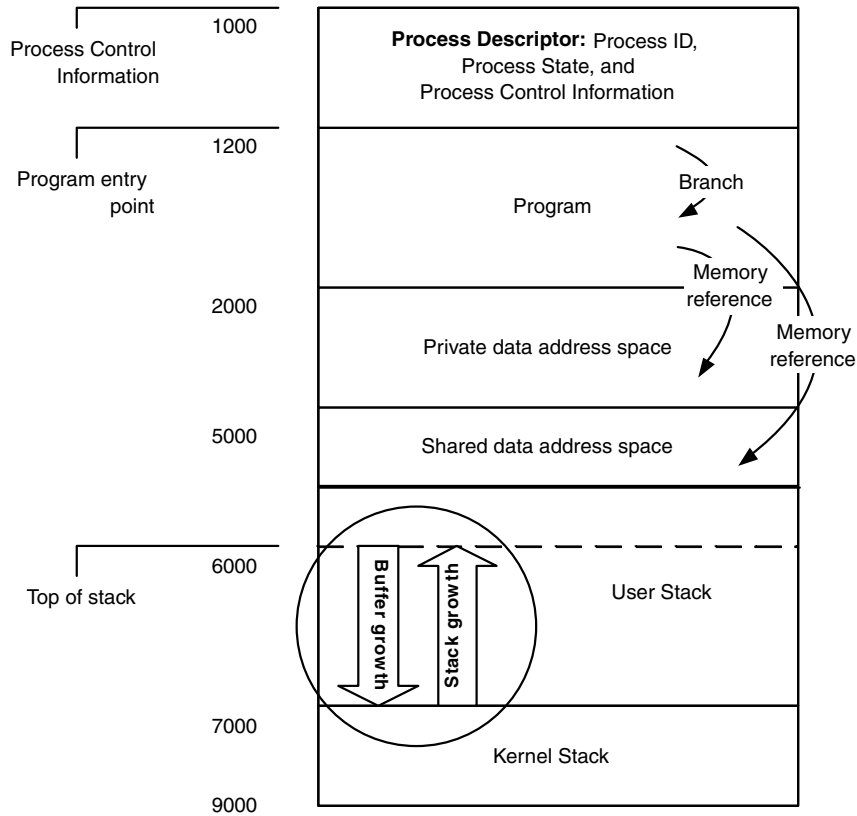 1000
Process Control
Information
Process Descriptor: Process ID,
Process State, and
Process Control Information
1200
Program entry
point
Program
Branch
Memory
reference
2000
Private data address space
Memory
reference
5000
Shared data address space
6000
Top of stack
Buffer growth
Stack growth
User Stack
7000
Kernel Stack
9000